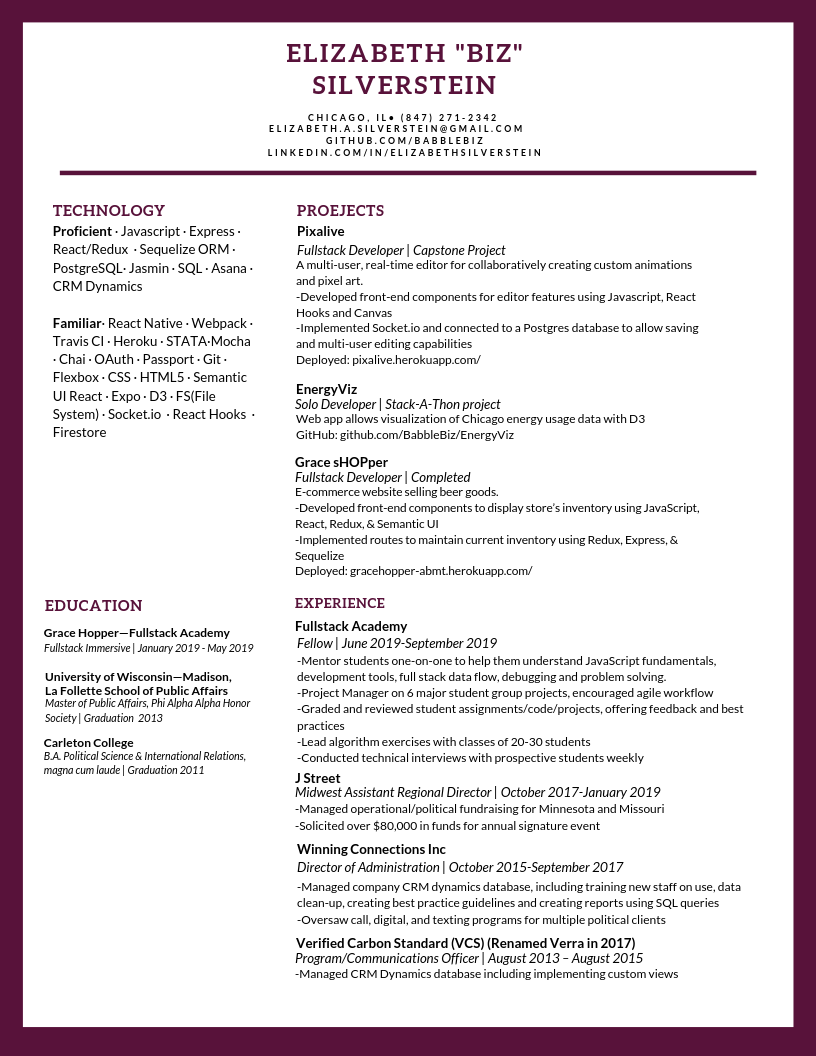 ELIZABETH "BIZ"
SILVERSTEIN
CHICAGO, IL● (847) 271-2342
ELIZABETH.A.SILVERSTEIN@GMAIL.COM
GITHUB.COM/BABBLEBIZ
LINKEDIN.COM/IN/ELIZABETHSILVERSTEIN
TECHNOLOGY
Proficient · Javascript · Express ·
React/Redux · Sequelize ORM ·
PostgreSQL· Jasmin · SQL · Asana ·
CRM Dynamics
Familiar· React Native · Webpack ·
Travis CI · Heroku · STATA·Mocha
· Chai · OAuth · Passport · Git ·
Flexbox · CSS · HTML5 · Semantic
UI React · Expo · D3 · FS(File
System) · Socket.io · React Hooks ·
Firestore
EDUCATION
Grace Hopper—Fullstack Academy
Fullstack Immersive | January 2019 - May 2019
University of Wisconsin—Madison,
La Follette School of Public Affairs
Master of Public Affairs, Phi Alpha Alpha Honor
Society | Graduation 2013
Carleton College
B.A. Political Science & International Relations,
magna cum laude | Graduation 2011
PROEJECTS
Pixalive
Fullstack Developer | Capstone Project
A multi-user, real-time editor for collaboratively creating custom animations
and pixel art.
-Developed front-end components for editor features using Javascript, React
Hooks and Canvas
-Implemented Socket.io and connected to a Postgres database to allow saving
and multi-user editing capabilities
Deployed: pixalive.herokuapp.com/
EnergyViz
Solo Developer | Stack-A-Thon project
Web app allows visualization of Chicago energy usage data with D3
GitHub: github.com/BabbleBiz/EnergyViz
Grace sHOPper
Fullstack Developer | Completed
E-commerce website selling beer goods.
-Developed front-end components to display store's inventory using JavaScript,
React, Redux, & Semantic UI
-Implemented routes to maintain current inventory using Redux, Express, &
Sequelize
Deployed: gracehopper-abmt.herokuapp.com/
EXPERIENCE
Fullstack Academy
Fellow | June 2019-September 2019
-Mentor students one-on-one to help them understand JavaScript fundamentals,
development tools, full stack data flow, debugging and problem solving.
-Project Manager on 6 major student group projects, encouraged agile workflow
-Graded and reviewed student assignments/code/projects, offering feedback and best
practices
-Lead algorithm exercises with classes of 20-30 students
-Conducted technical interviews with prospective students weekly
J Street
Midwest Assistant Regional Director | October 2017-January 2019
-Managed operational/political fundraising for Minnesota and Missouri
-Solicited over $80,000 in funds for annual signature event
Winning Connections Inc
Director of Administration | October 2015-September 2017
-Managed company CRM dynamics database, including training new staff on use, data
clean-up, creating best practice guidelines and creating reports using SQL queries
-Oversaw call, digital, and texting programs for multiple political clients
Verified Carbon Standard (VCS) (Renamed Verra in 2017)
Program/Communications Officer | August 2013 – August 2015
-Managed CRM Dynamics database including implementing custom views